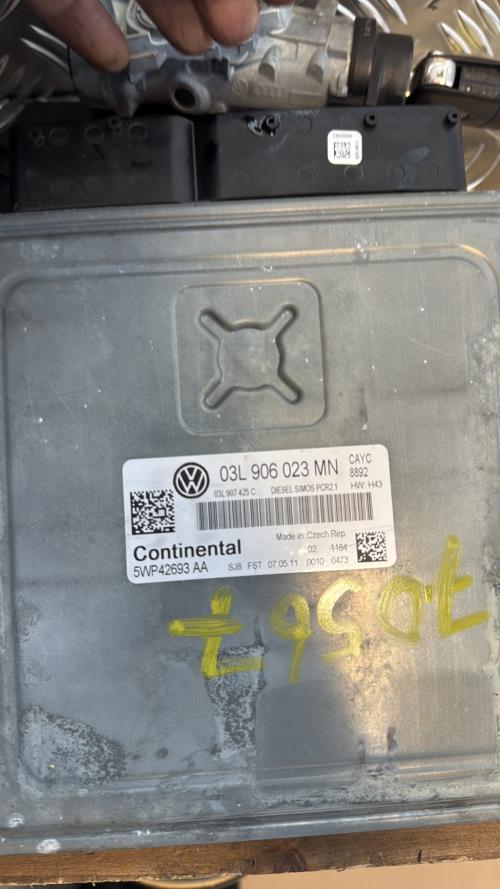 03L 906 023 MN
CAYC
8892
03L 907 425 C DIESEL SIMOS PCR2.1 HW: H43
Made in: Czech Rep.
Continental
02 1184
5WP42693 AA SJ8 FST 07.05.11 0010 0473